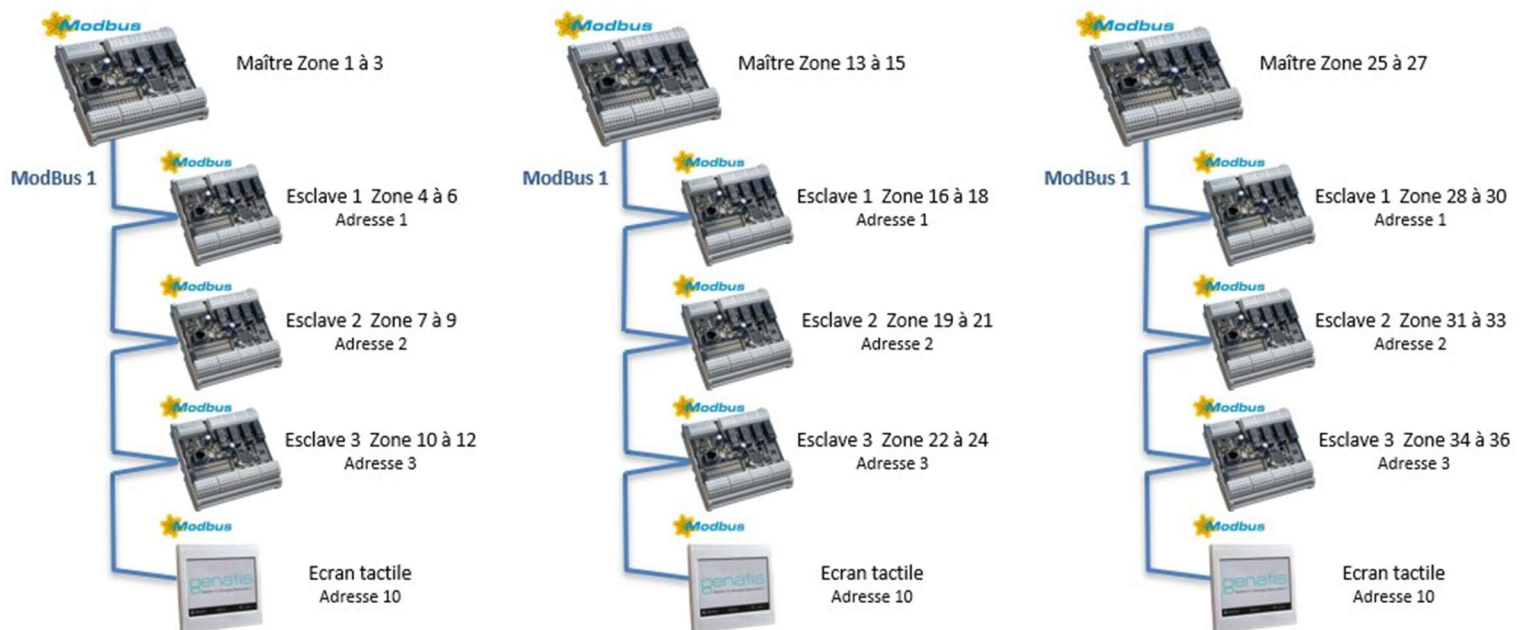 Modbus
Maître Zone 1 à 3
ModBus 1
Modbus
Esclave 1 Zone 4 à 6
Adresse 1
Modbus
Esclave 2 Zone 7 à 9
Adresse 2
Modbus
Esclave 3 Zone 10 à 12
Adresse 3
Modbus
genatis
Ecran tactile
Adresse 10
Modbus
Maître Zone 13 à 15
ModBus 1
Modbus
Esclave 1 Zone 16 à 18
Adresse 1
Modbus
Esclave 2 Zone 19 à 21
Adresse 2
Modbus
Esclave 3 Zone 22 à 24
Adresse 3
Modbus
genatis
Ecran tactile
Adresse 10
Modbus
Maître Zone 25 à 27
ModBus 1
Modbus
Esclave 1 Zone 28 à 30
Adresse 1
Modbus
Esclave 2 Zone 31 à 33
Adresse 2
Modbus
Esclave 3 Zone 34 à 36
Adresse 3
Modbus
genatis
Ecran tactile
Adresse 10